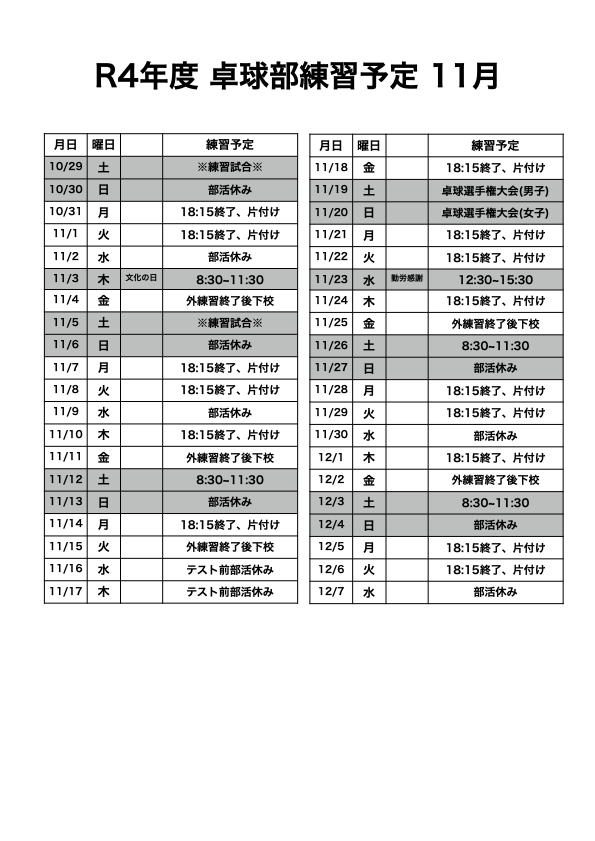 R4年度 卓球部練習予定 11月
月日 曜日 練習予定
10/29 土 ※練習試合※
10/30 日 部活休み
10/31 月 18:15終了、片付け
11/1 火 18:15終了、片付け
11/2 水 部活休み
11/3 木 文化の日 8:30~11:30
11/4 金 外練習終了後下校
11/5 土 ※練習試合※
11/6 日 部活休み
11/7 月 18:15終了、片付け
11/8 火 18:15終了、片付け
11/9 水 部活休み
11/10 木 18:15終了、片付け
11/11 金 外練習終了後下校
11/12 土 8:30~11:30
11/13 日 部活休み
11/14 月 18:15終了、片付け
11/15 火 外練習終了後下校
11/16 水 テスト前部活休み
11/17 木 テスト前部活休み
月日 曜日 練習予定
11/18 金 18:15終了、片付け
11/19 土 卓球選手権大会(男子)
11/20 日 卓球選手権大会(女子)
11/21 月 18:15終了、片付け
11/22 火 18:15終了、片付け
11/23 水 勤労感謝 12:30~15:30
11/24 木 18:15終了、片付け
11/25 金 外練習終了後下校
11/26 土 8:30~11:30
11/27 日 部活休み
11/28 月 18:15終了、片付け
11/29 火 18:15終了、片付け
11/30 水 部活休み
12/1 木 18:15終了、片付け
12/2 金 外練習終了後下校
12/3 土 8:30~11:30
12/4 日 部活休み
12/5 月 18:15終了、片付け
12/6 火 18:15終了、片付け
12/7 水 部活休み